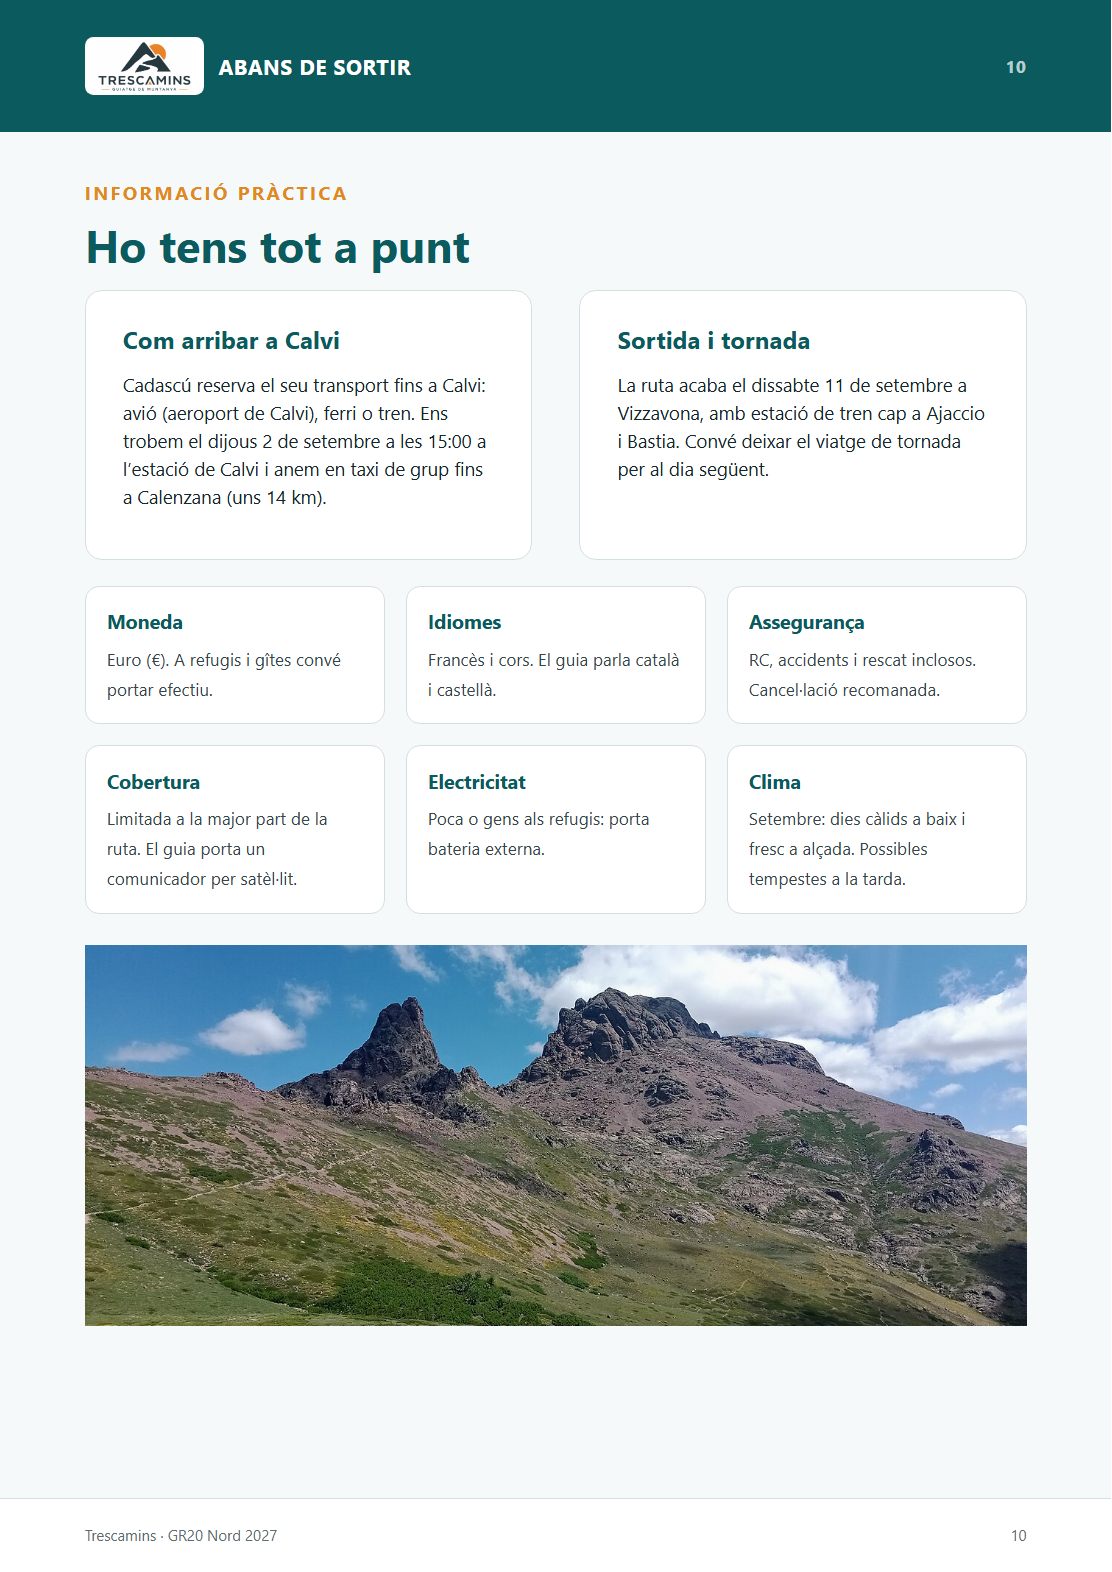 TRESCAMINS
GUIATGE DE MUNTANYA
ABANS DE SORTIR
10
INFORMACIÓ PRÀCTICA
Ho tens tot a punt
Com arribar a Calvi
Cadascú reserva el seu transport fins a Calvi:
avió (aeroport de Calvi), ferri o tren. Ens
trobem el dijous 2 de setembre a les 15:00 a
l'estació de Calvi i anem en taxi de grup fins
a Calenzana (uns 14 km).
Sortida i tornada
La ruta acaba el dissabte 11 de setembre a
Vizzavona, amb estació de tren cap a Ajaccio
i Bastia. Convé deixar el viatge de tornada
per al dia següent.
Moneda
Euro (€). A refugis i gîtes convé
portar efectiu.
Idiomes
Francès i cors. El guia parla català
i castellà.
Assegurança
RC, accidents i rescat inclosos.
Cancel·lació recomanada.
Cobertura
Limitada a la major part de la
ruta. El guia porta un
comunicador per satèl·lit.
Electricitat
Poca o gens als refugis: porta
bateria externa.
Clima
Setembre: dies càlids a baix i
fresc a alçada. Possibles
tempestes a la tarda.
Trescamins · GR20 Nord 2027
10